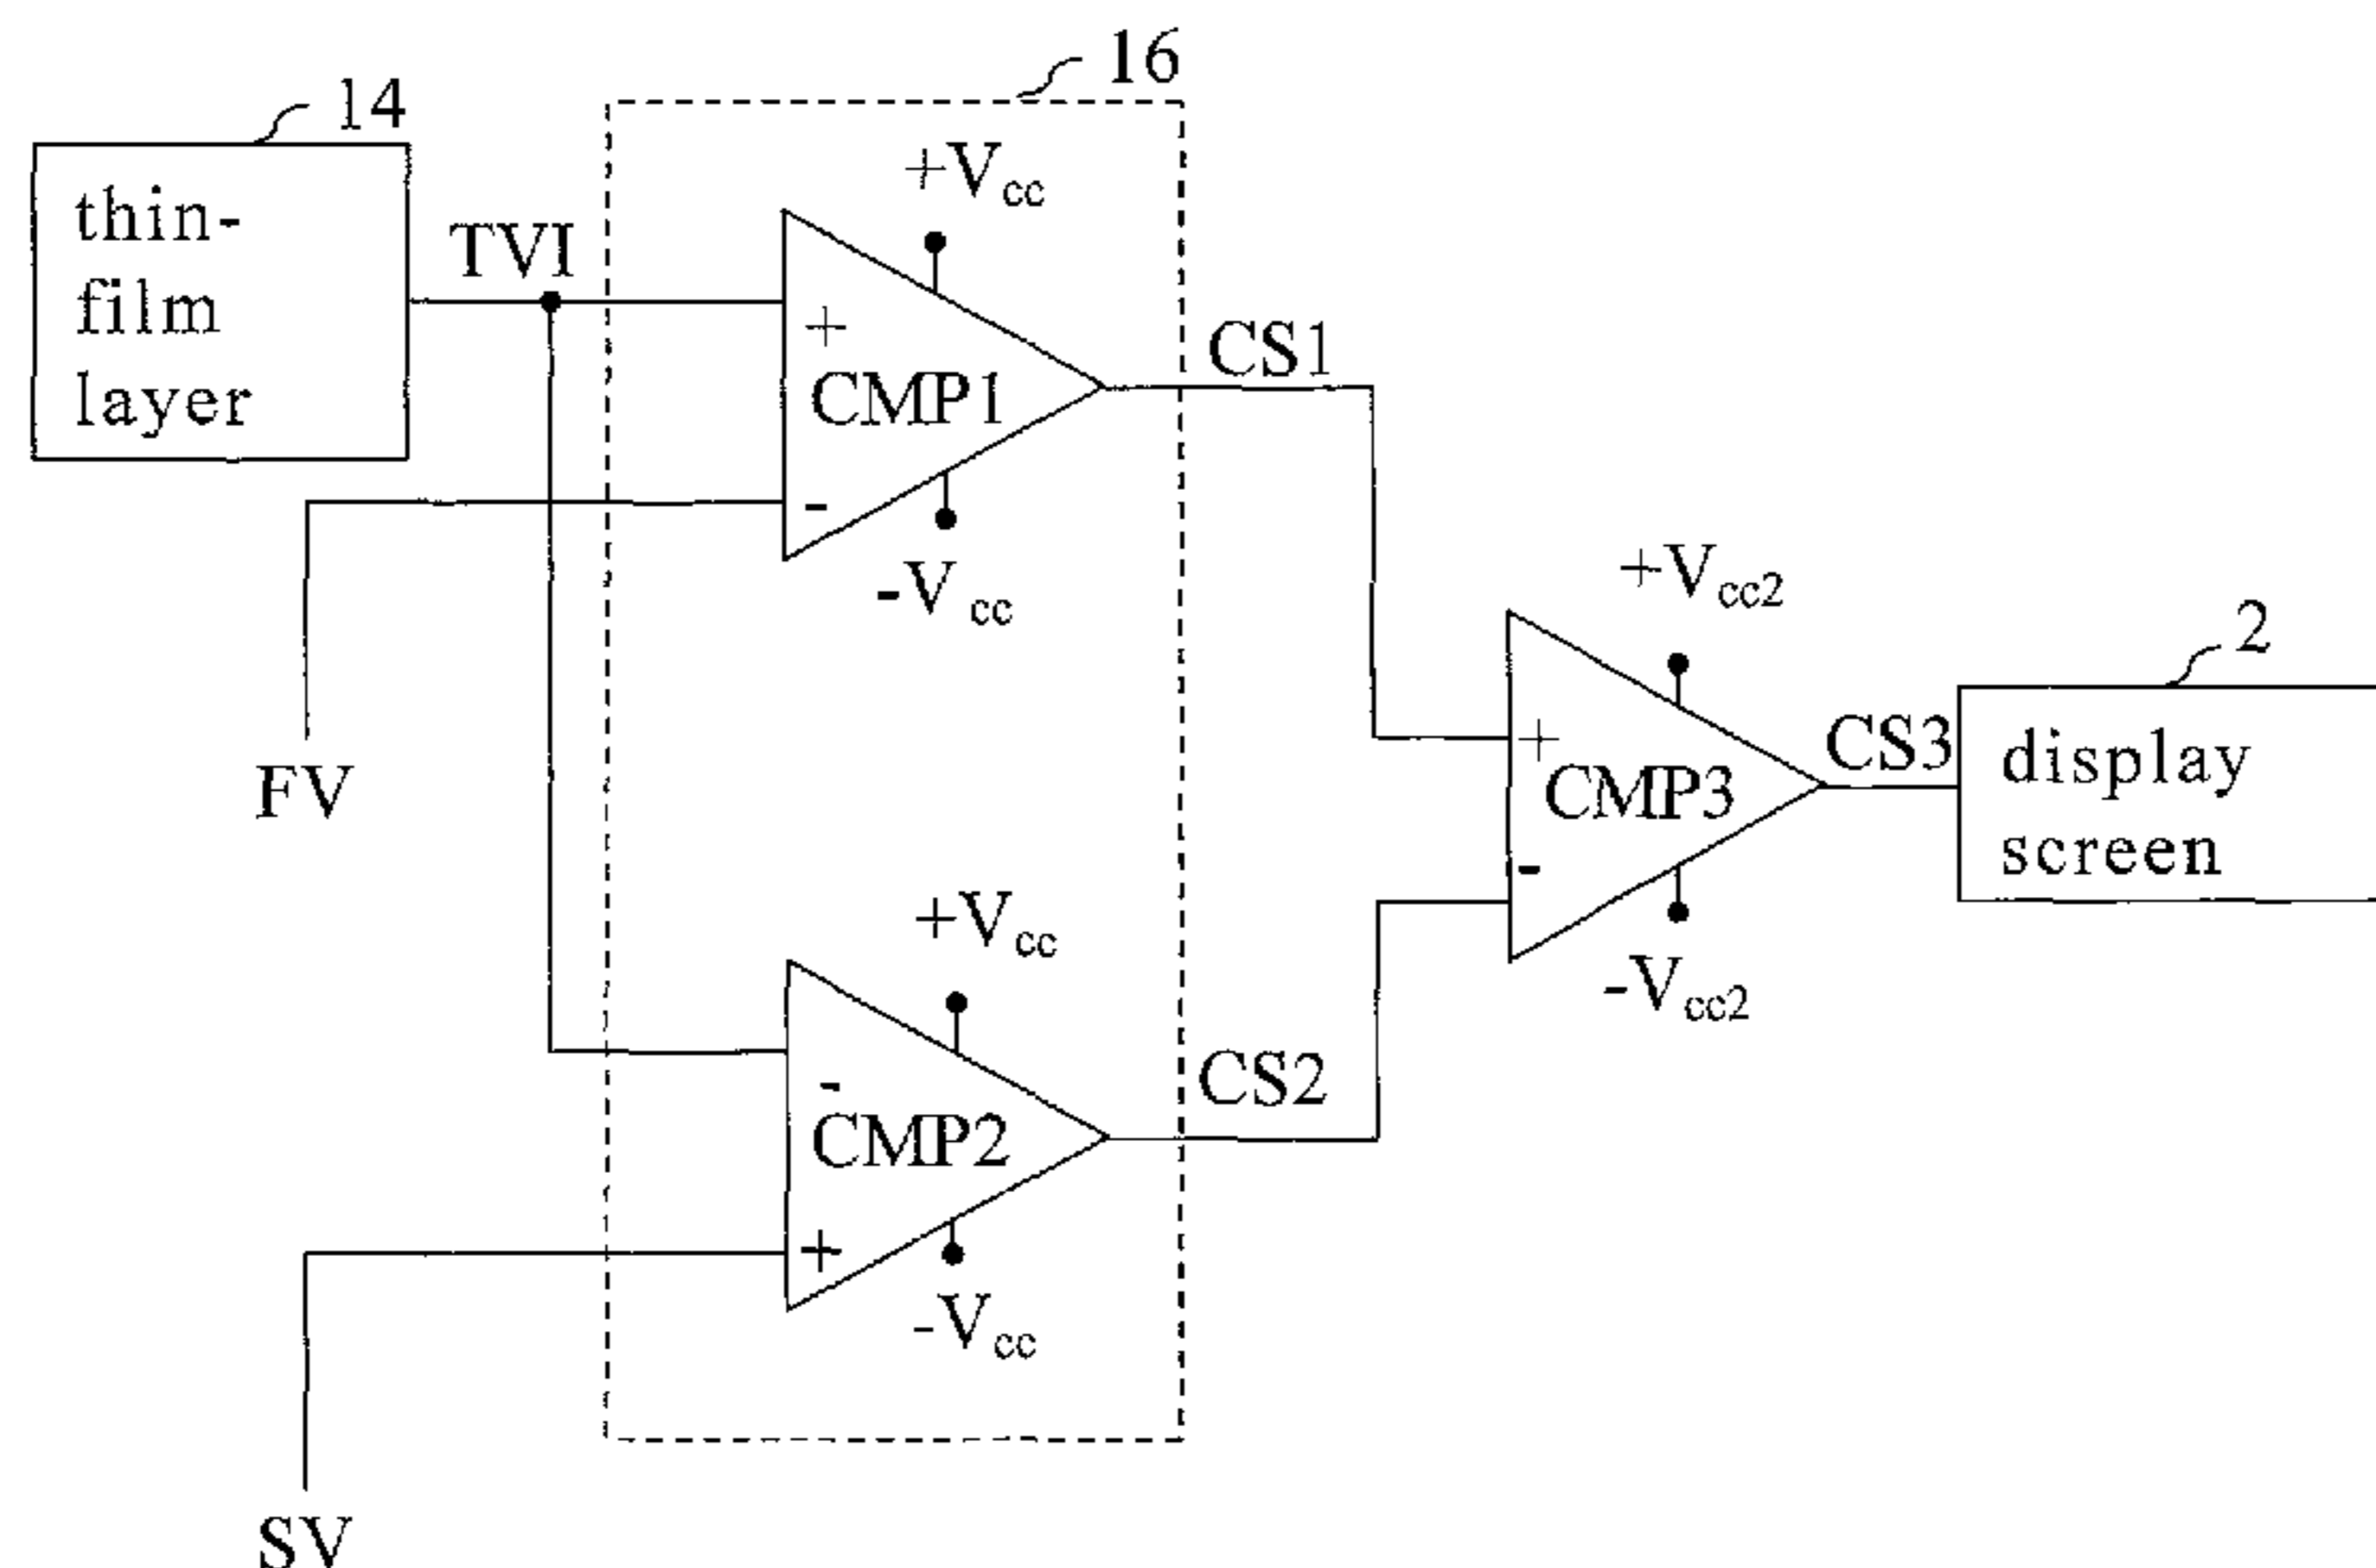 16
14
thin-
film
layer
TVI
+Vcc
+
CMP1
-
-Vcc
CS1
FV
+Vcc2
2
+
CMP3
-
-Vcc2
CS3
display
screen
+Vcc
-
CMP2
+
-Vcc
CS2
SV